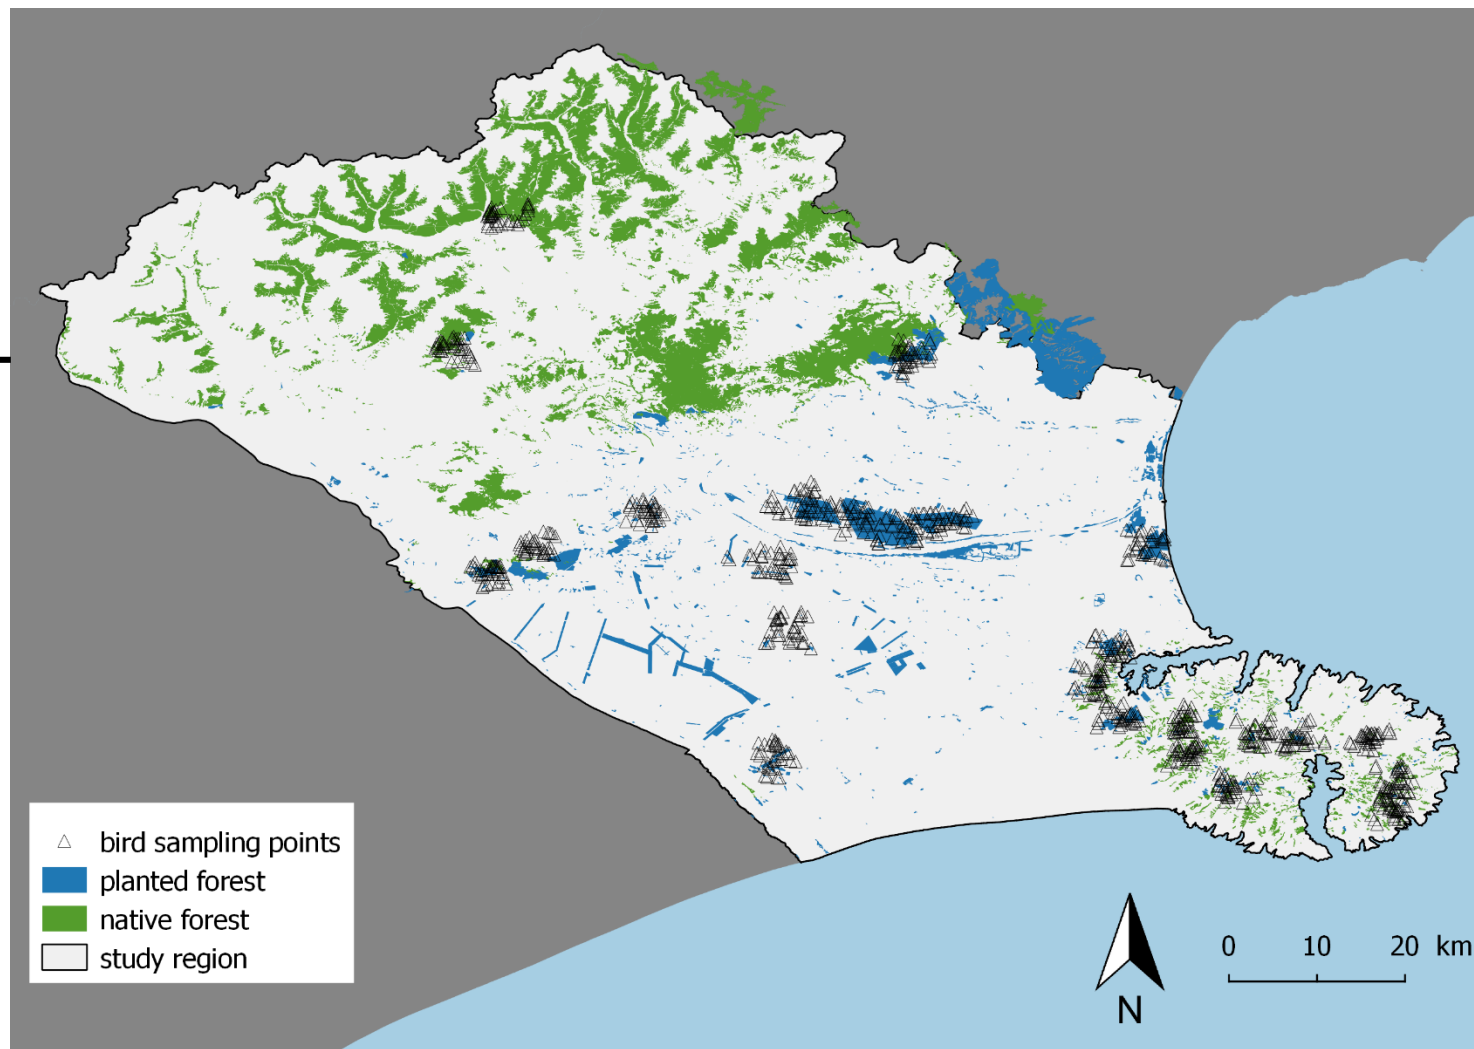 bird sampling points
planted forest
native forest
study region
N
0 10 20 km